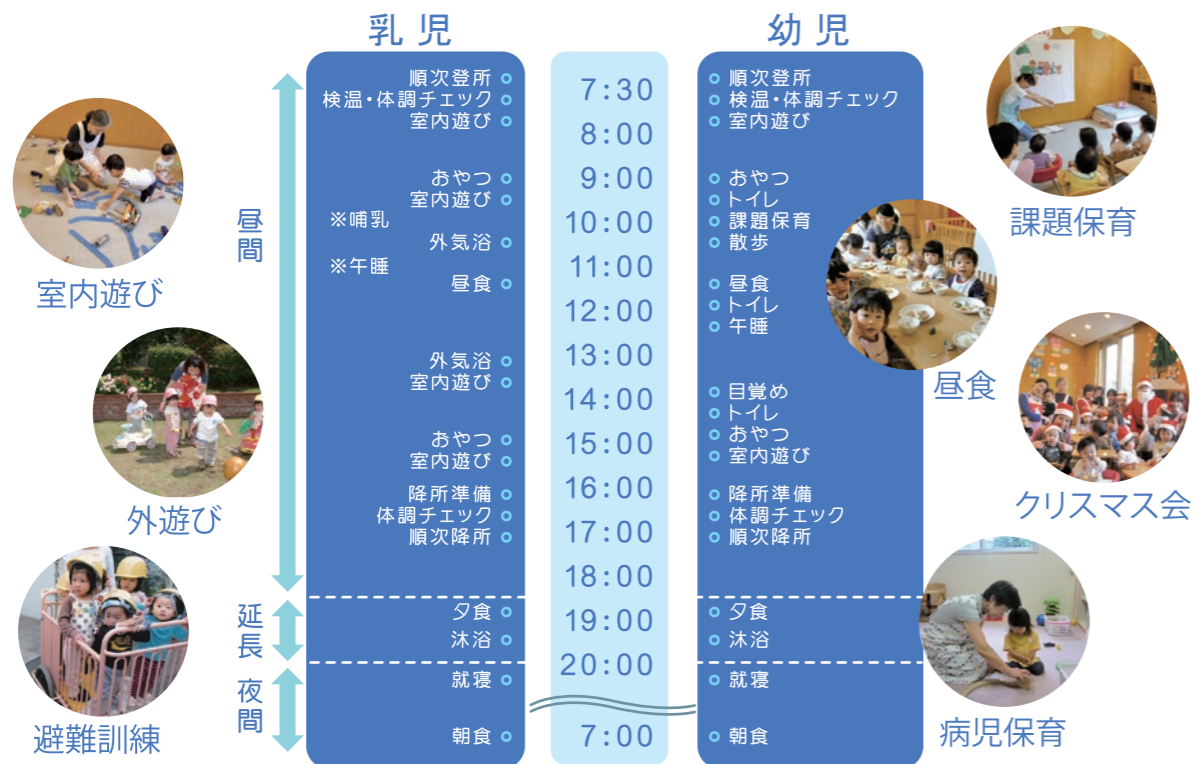 乳児
幼児
昼間
延長
夜間
順次登所
検温・体調チェック
室内遊び
おやつ
室内遊び
※哺乳
外気浴
※午睡
昼食
外気浴
室内遊び
おやつ
室内遊び
降所準備
体調チェック
順次降所
夕食
沐浴
就寝
朝食
7:30
8:00
9:00
10:00
11:00
12:00
13:00
14:00
15:00
16:00
17:00
18:00
19:00
20:00
7:00
順次登所
検温・体調チェック
室内遊び
おやつ
トイレ
課題保育
散歩
昼食
トイレ
午睡
目覚め
トイレ
おやつ
室内遊び
降所準備
体調チェック
順次降所
夕食
沐浴
就寝
朝食
室内遊び
外遊び
避難訓練
課題保育
昼食
クリスマス会
病児保育